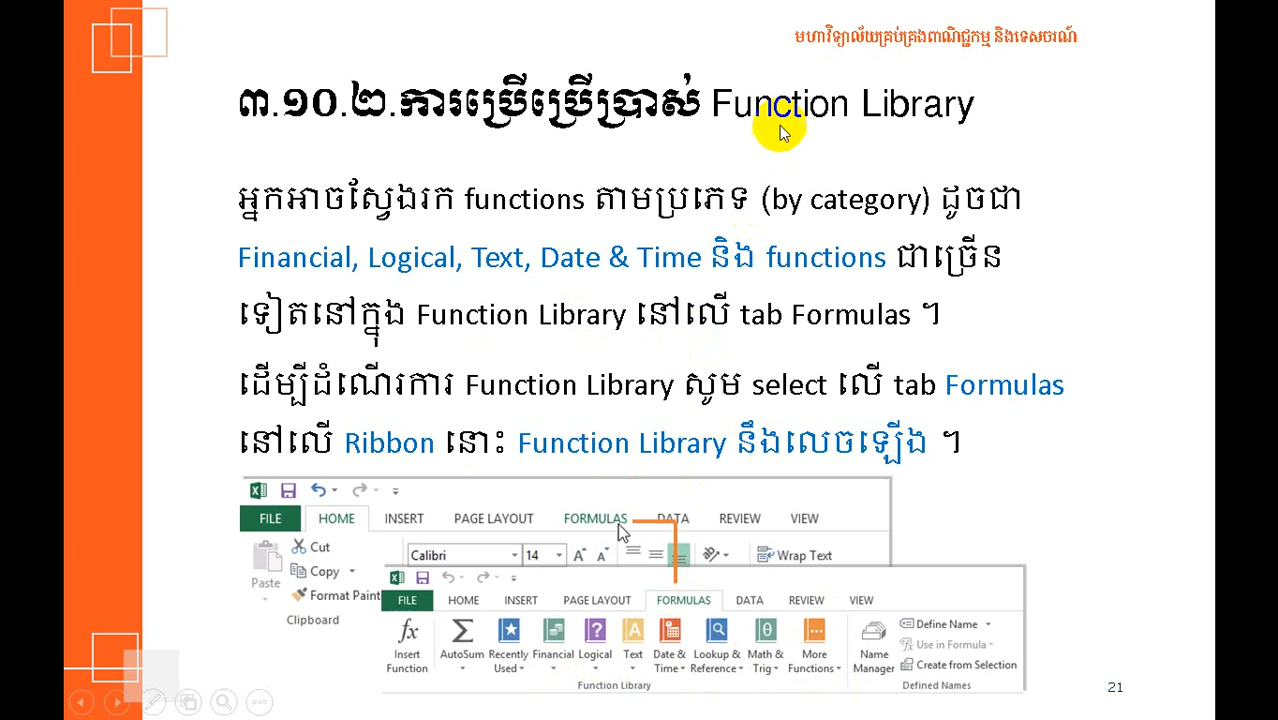 មហាវិទ្យាល័យគ្រប់គ្រងពាណិជ្ជកម្ម និងទេសចរណ៍
៣.១០.២.ការប្រើប្រើប្រាស់ Function Library
អ្នកអាចស្វែងរក functions តាមប្រភេទ (by category) ដូចជា
Financial, Logical, Text, Date & Time និង functions ជាច្រើន
ទៀតនៅក្នុង Function Library នៅលើ tab Formulas ។
ដើម្បីដំណើរការ Function Library សូម select លើ tab Formulas
នៅលើ Ribbon នោះ Function Library នឹងលេចឡើង ។
FILE HOME INSERT PAGE LAYOUT FORMULAS DATA REVIEW VIEW
Cut
Calibri 14 Wrap Text
Paste Copy
Format Paint
Clipboard
FILE HOME INSERT PAGE LAYOUT FORMULAS DATA REVIEW VIEW
fx
Insert Function
AutoSum
Recently Used
Financial
Logical
Text
Date & Time
Lookup & Reference
Math & Trig
More Functions
Name Manager
Define Name
Use in Formula
Create from Selection
Function Library
Defined Names
21